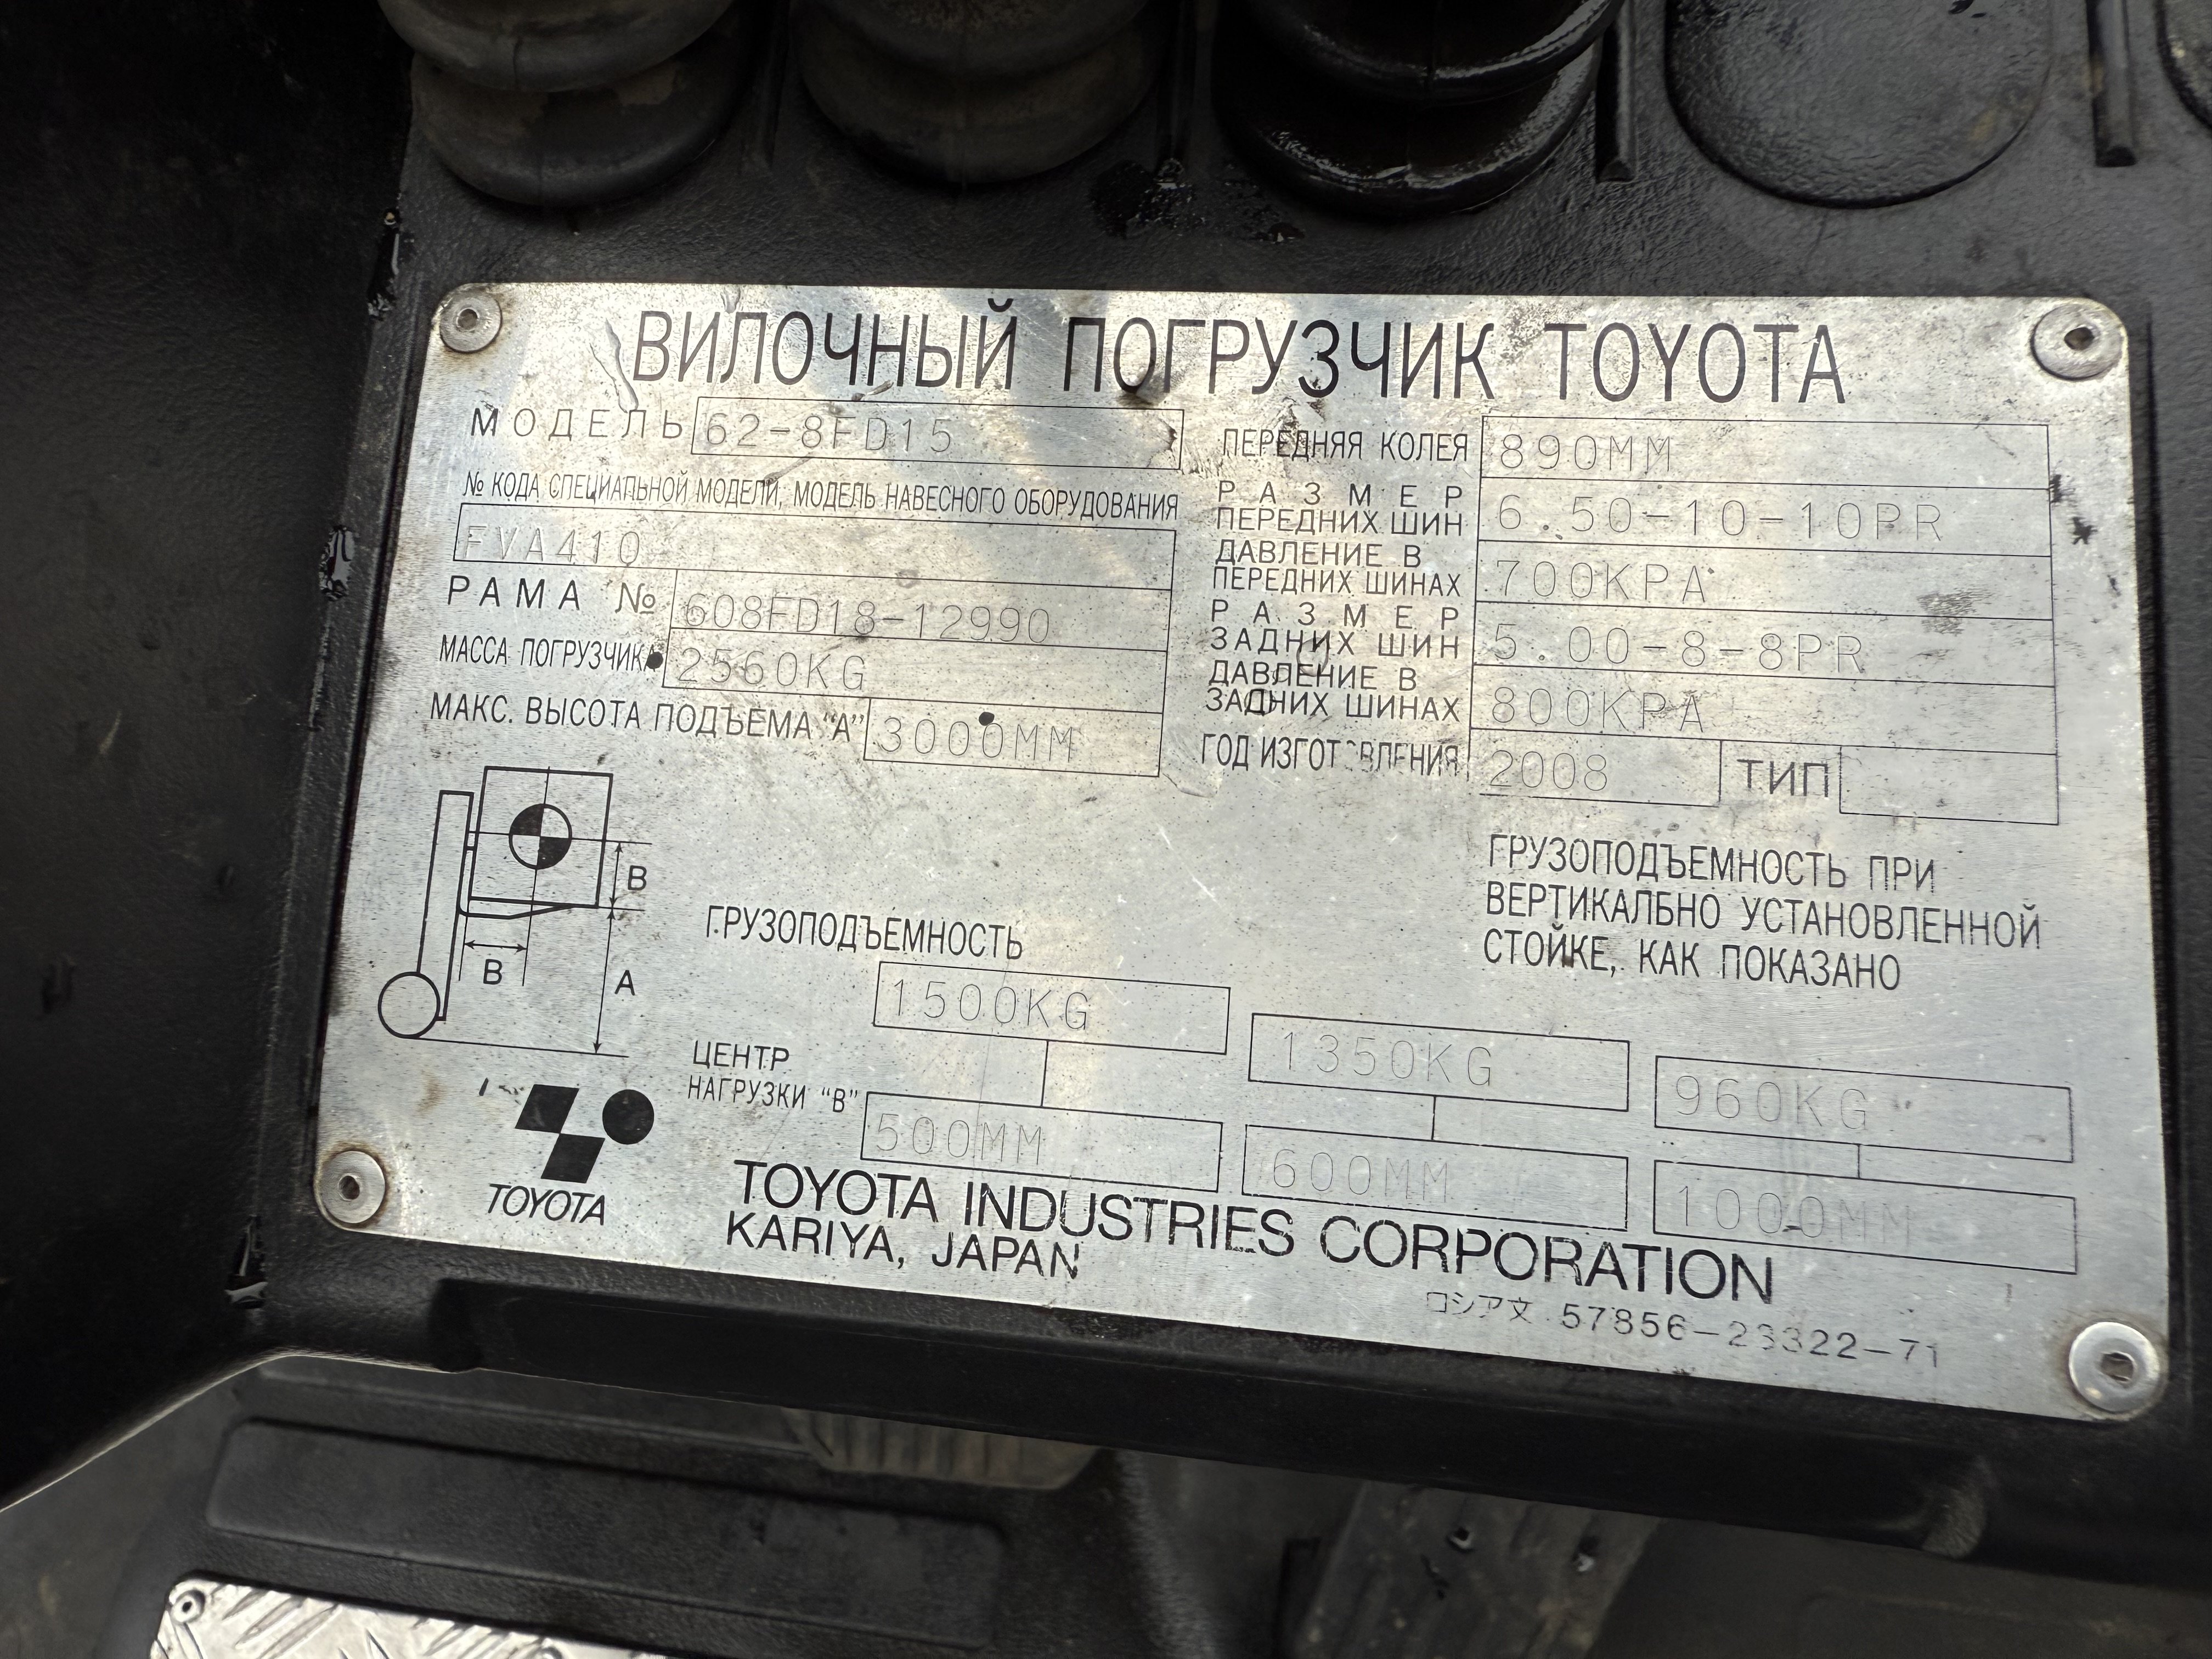 ВИЛОЧНЫЙ ПОГРУЗЧИК TOYOTA
МОДЕЛЬ 62-8FD15
№ КОДА СПЕЦИАЛЬНОЙ МОДЕЛИ, МОДЕЛЬ НАВЕСНОГО ОБОРУДОВАНИЯ
FVA410
РАМА № 608FD18-12990
МАССА ПОГРУЗЧИКА 2560KG
МАКС. ВЫСОТА ПОДЪЕМА "А" 3000MM
ПЕРЕДНЯЯ КОЛЕЯ 890MM
РАЗМЕР
ПЕРЕДНИХ ШИН 6.50-10-10PR
ДАВЛЕНИЕ В
ПЕРЕДНИХ ШИНАХ 700KPA
РАЗМЕР
ЗАДНИХ ШИН 5.00-8-8PR
ДАВЛЕНИЕ В
ЗАДНИХ ШИНАХ 800KPA
ГОД ИЗГОТОВЛЕНИЯ 2008 ТИП
B
B
A
ГРУЗОПОДЪЕМНОСТЬ ПРИ
ВЕРТИКАЛЬНО УСТАНОВЛЕННОЙ
СТОЙКЕ, КАК ПОКАЗАНО
ГРУЗОПОДЪЕМНОСТЬ
1500KG 1350KG 960KG
ЦЕНТР
НАГРУЗКИ "В" 500MM 600MM 1000MM
TOYOTA
TOYOTA INDUSTRIES CORPORATION
KARIYA, JAPAN
ロシア文 57856-23322-71